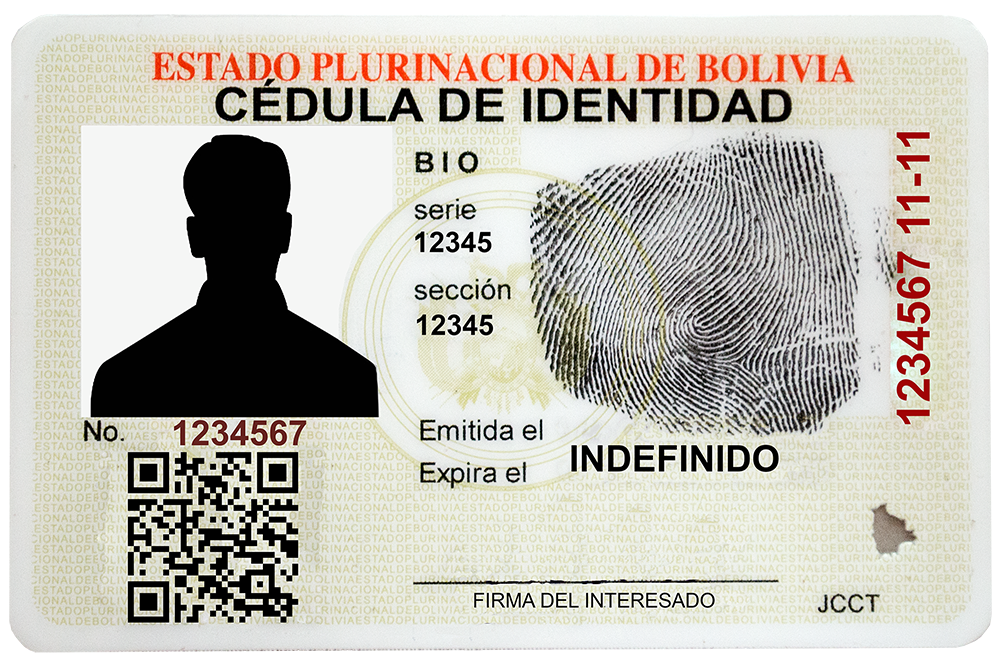 ESTADO PLURINACIONAL DE BOLIVIA
CÉDULA DE IDENTIDAD
BIO
serie
12345
sección
12345
1234567 11-11
No. 1234567
Emitida el
Expira el INDEFINIDO
FIRMA DEL INTERESADO
JCCT